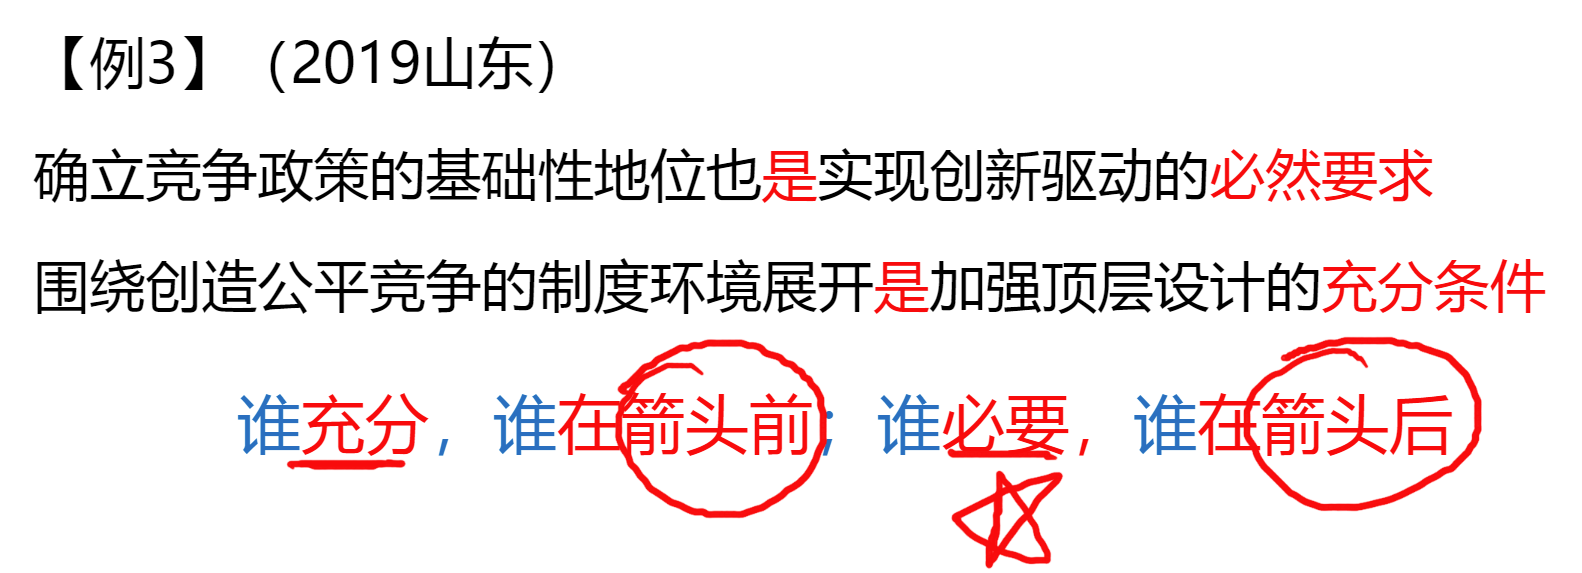 【例3】（2019山东）
确立竞争政策的基础性地位也是实现创新驱动的必然要求
围绕创造公平竞争的制度环境展开是加强顶层设计的充分条件
谁充分，谁在箭头前；谁必要，谁在箭头后